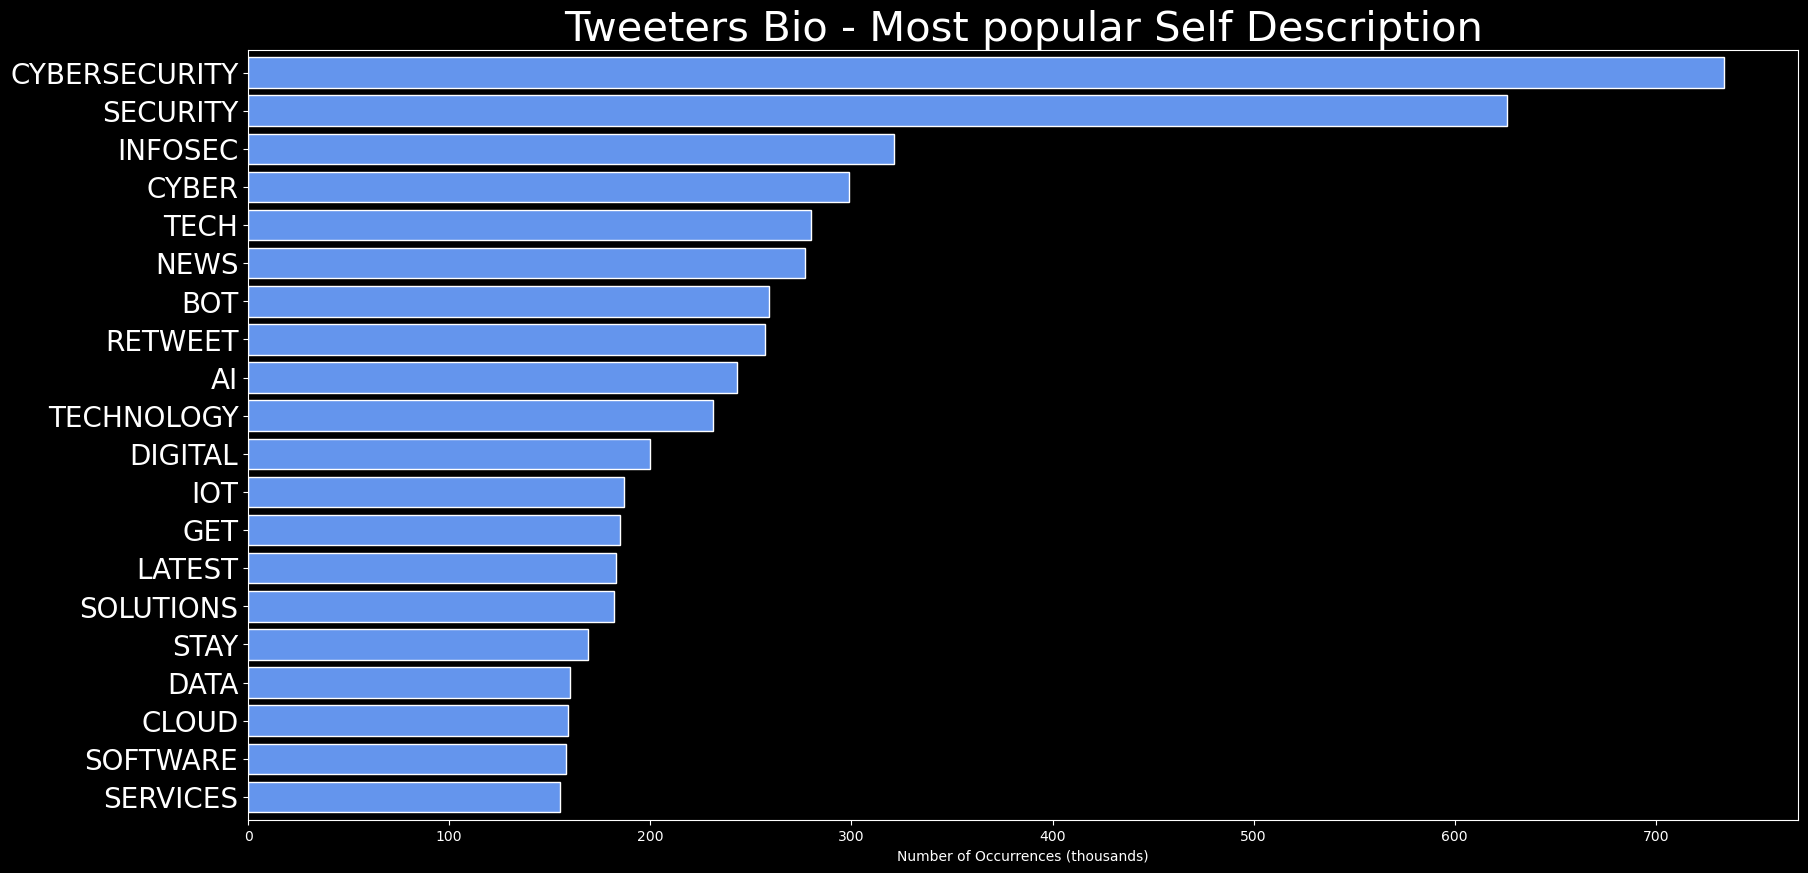 Tweeters Bio - Most popular Self Description
CYBERSECURITY
SECURITY
INFOSEC
CYBER
TECH
NEWS
BOT
RETWEET
AI
TECHNOLOGY
DIGITAL
IOT
GET
LATEST
SOLUTIONS
STAY
DATA
CLOUD
SOFTWARE
SERVICES
0 100 200 300 400 500 600 700
Number of Occurrences (thousands)